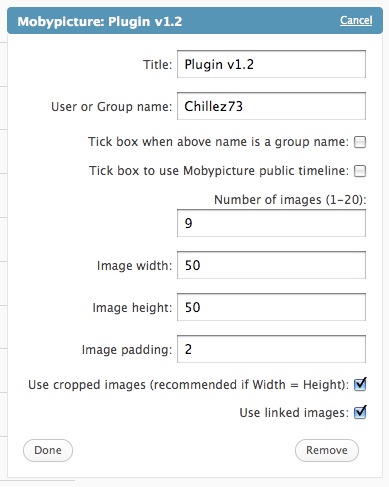 Mobypicture: Plugin v1.2 Cancel
Title: Plugin v1.2
User or Group name: Chillez73
Tick box when above name is a group name:
Tick box to use Mobypicture public timeline:
Number of images (1-20):
9
Image width: 50
Image height: 50
Image padding: 2
Use cropped images (recommended if Width = Height):
Use linked images:
Done Remove